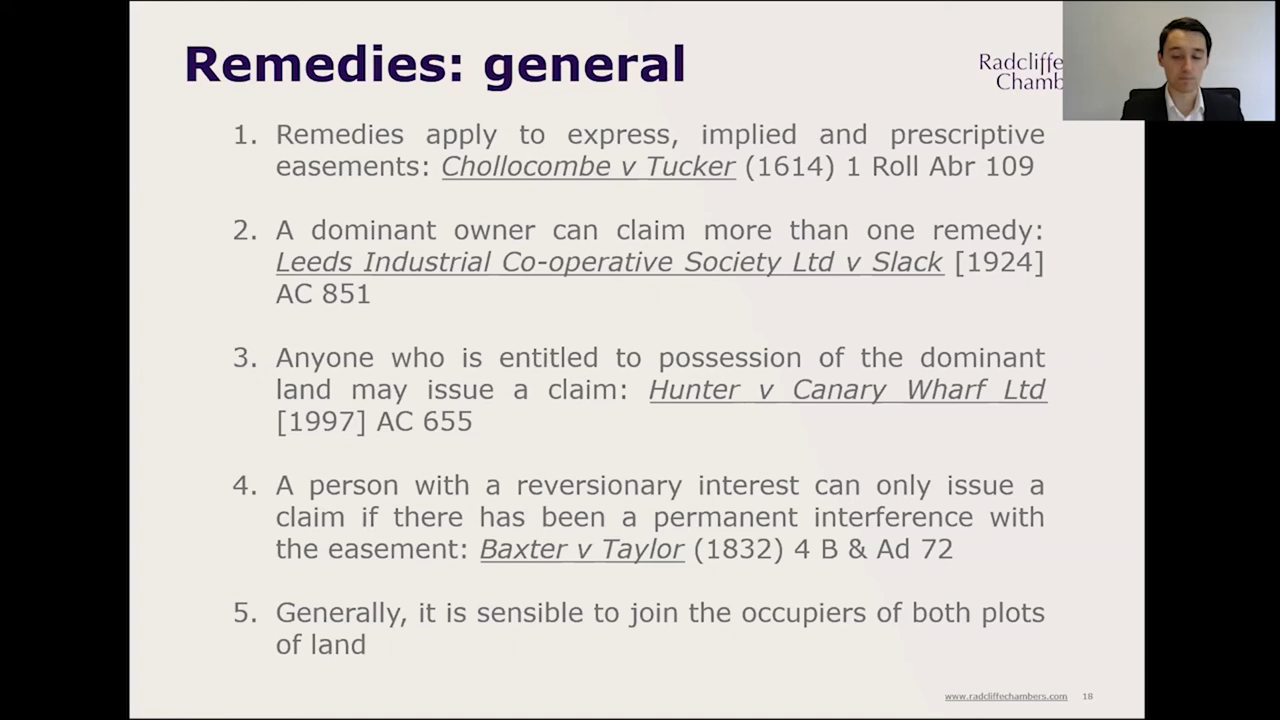 Remedies: general
Radcliffe
Chamb
1. Remedies apply to express, implied and prescriptive
easements: Chollocombe v Tucker (1614) 1 Roll Abr 109
2. A dominant owner can claim more than one remedy:
Leeds Industrial Co-operative Society Ltd v Slack [1924]
AC 851
3. Anyone who is entitled to possession of the dominant
land may issue a claim: Hunter v Canary Wharf Ltd
[1997] AC 655
4. A person with a reversionary interest can only issue a
claim if there has been a permanent interference with
the easement: Baxter v Taylor (1832) 4 B & Ad 72
5. Generally, it is sensible to join the occupiers of both plots
of land
www.radcliffechambers.com 18